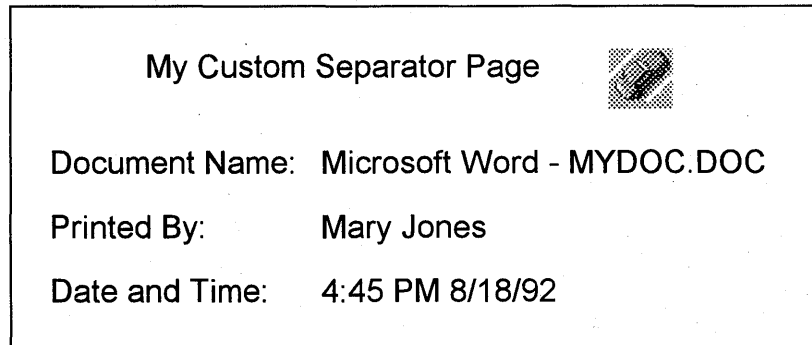 My Custom Separator Page
Document Name: Microsoft Word - MYDOC.DOC
Printed By: Mary Jones
Date and Time: 4:45 PM 8/18/92